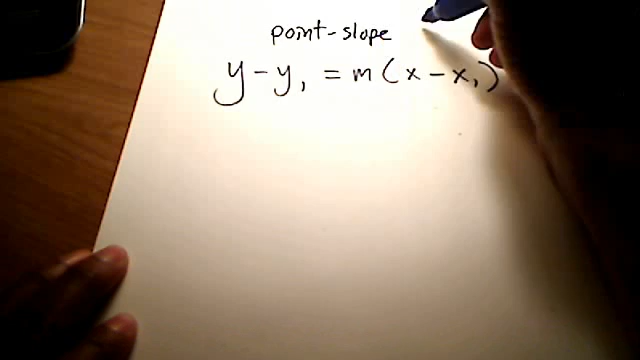 point-slope
y - y₁ = m(x - x₁)